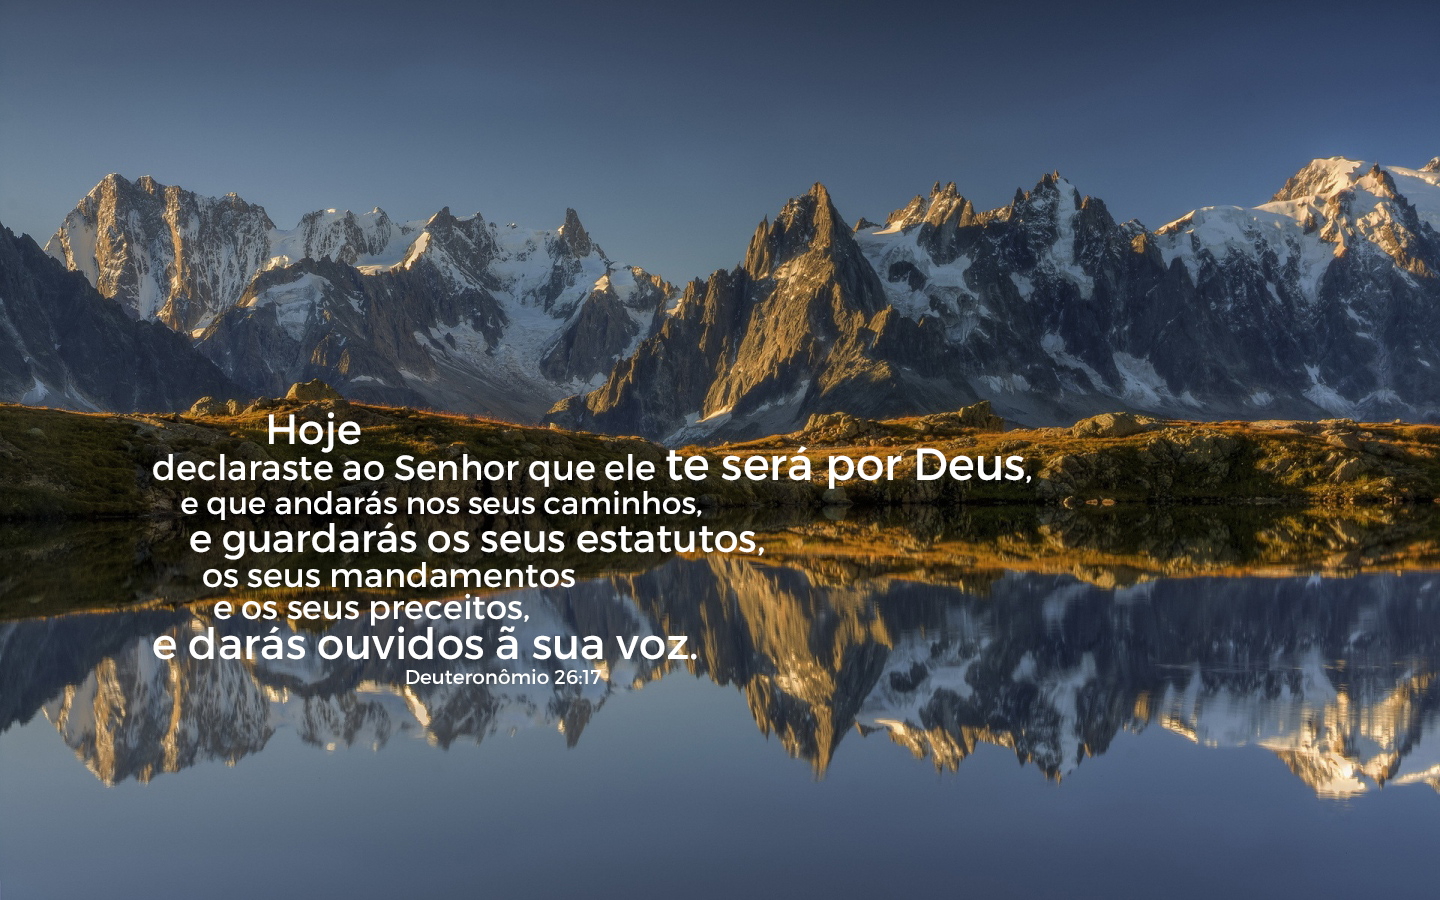 Hoje
declaraste ao Senhor que ele te será por Deus,
e que andarás nos seus caminhos,
e guardarás os seus estatutos,
os seus mandamentos
e os seus preceitos,
e darás ouvidos ã sua voz.
Deuteronômio 26:17